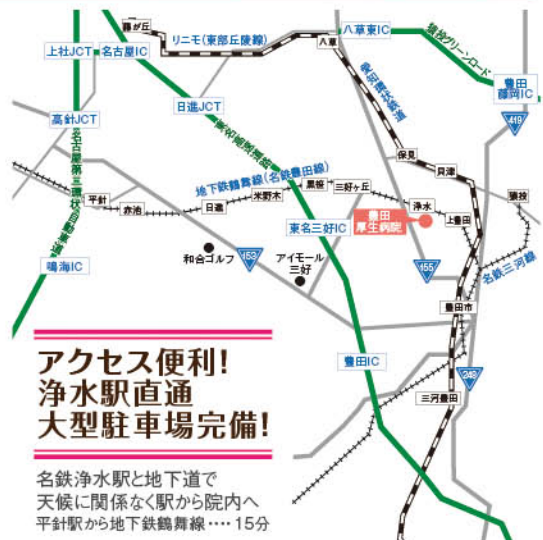 藤が丘
リニモ(東部丘陵線)
八草
八草東IC
猿投グリーンロード
上社JCT
名古屋IC
豊田
藤岡IC
日進JCT
愛知環状鉄道
419
高針JCT
東名高速道路
保見
貝津
名古屋第二環状自動車道
地下鉄鶴舞線(名鉄豊田線)
平針
赤池
日進
米野木
黒笹
三好ヶ丘
浄水
猿投
豊田
厚生病院
上豊田
東名三好IC
和合ゴルフ
153
アイモール
三好
155
名鉄三河線
鳴海IC
豊田市
豊田IC
248
三河豊田
アクセス便利!
浄水駅直通
大型駐車場完備!
名鉄浄水駅と地下道で
天候に関係なく駅から院内へ
平針駅から地下鉄鶴舞線‥‥15分